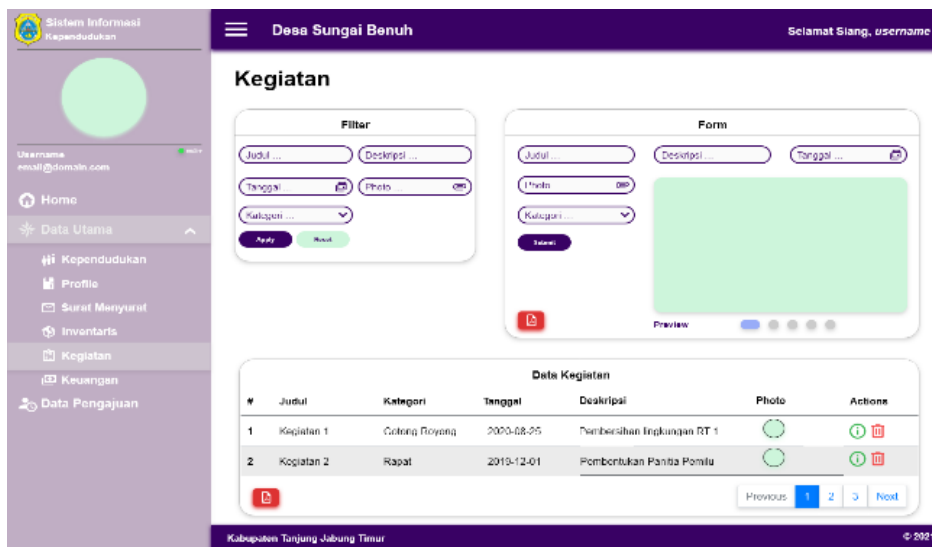 Sistem Informasi
Kependudukan
Desa Sungai Benuh
Selamat Siang, username
Username
email@domain.com
Home
Data Utama
Kependudukan
Profile
Surat Menyurat
Inventaris
Kegiatan
Keuangan
Data Pengajuan
Kegiatan
Filter
Judul ...
Deskripsi ...
Tanggal ...
Photo ...
Kategori ...
Apply
Reset
Form
Judul ...
Deskripsi ...
Tanggal ...
Photo
Kategori ...
Submit
Preview
Data Kegiatan
# Judul Kategori Tanggal Deskripsi Photo Actions
1 Kegiatan 1 Gotong Royong 2020-08-25 Pembersihan lingkungan RT 1
2 Kegiatan 2 Rapat 2019-12-01 Pembentukan Panitia Pemilu
Previous 1 2 3 Next
Kabupaten Tanjung Jabung Timur
© 2021